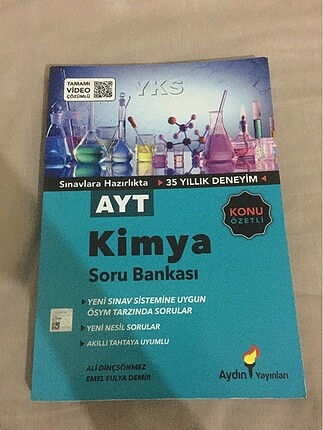 TAMAMI
VİDEO
ÇÖZÜMLÜ
YKS
Sınavlara Hazırlıkta ▶ 35 YILLIK DENEYİM ◀
AYT
KONU
ÖZETLİ
Kimya
Soru Bankası
YENİ SINAV SİSTEMİNE UYGUN
ÖSYM TARZINDA SORULAR
YENİ NESİL SORULAR
AKILLI TAHTAYA UYUMLU
ALİ DİNÇSÖNMEZ
EMEL FULYA DEMİR
Aydın Yayınları